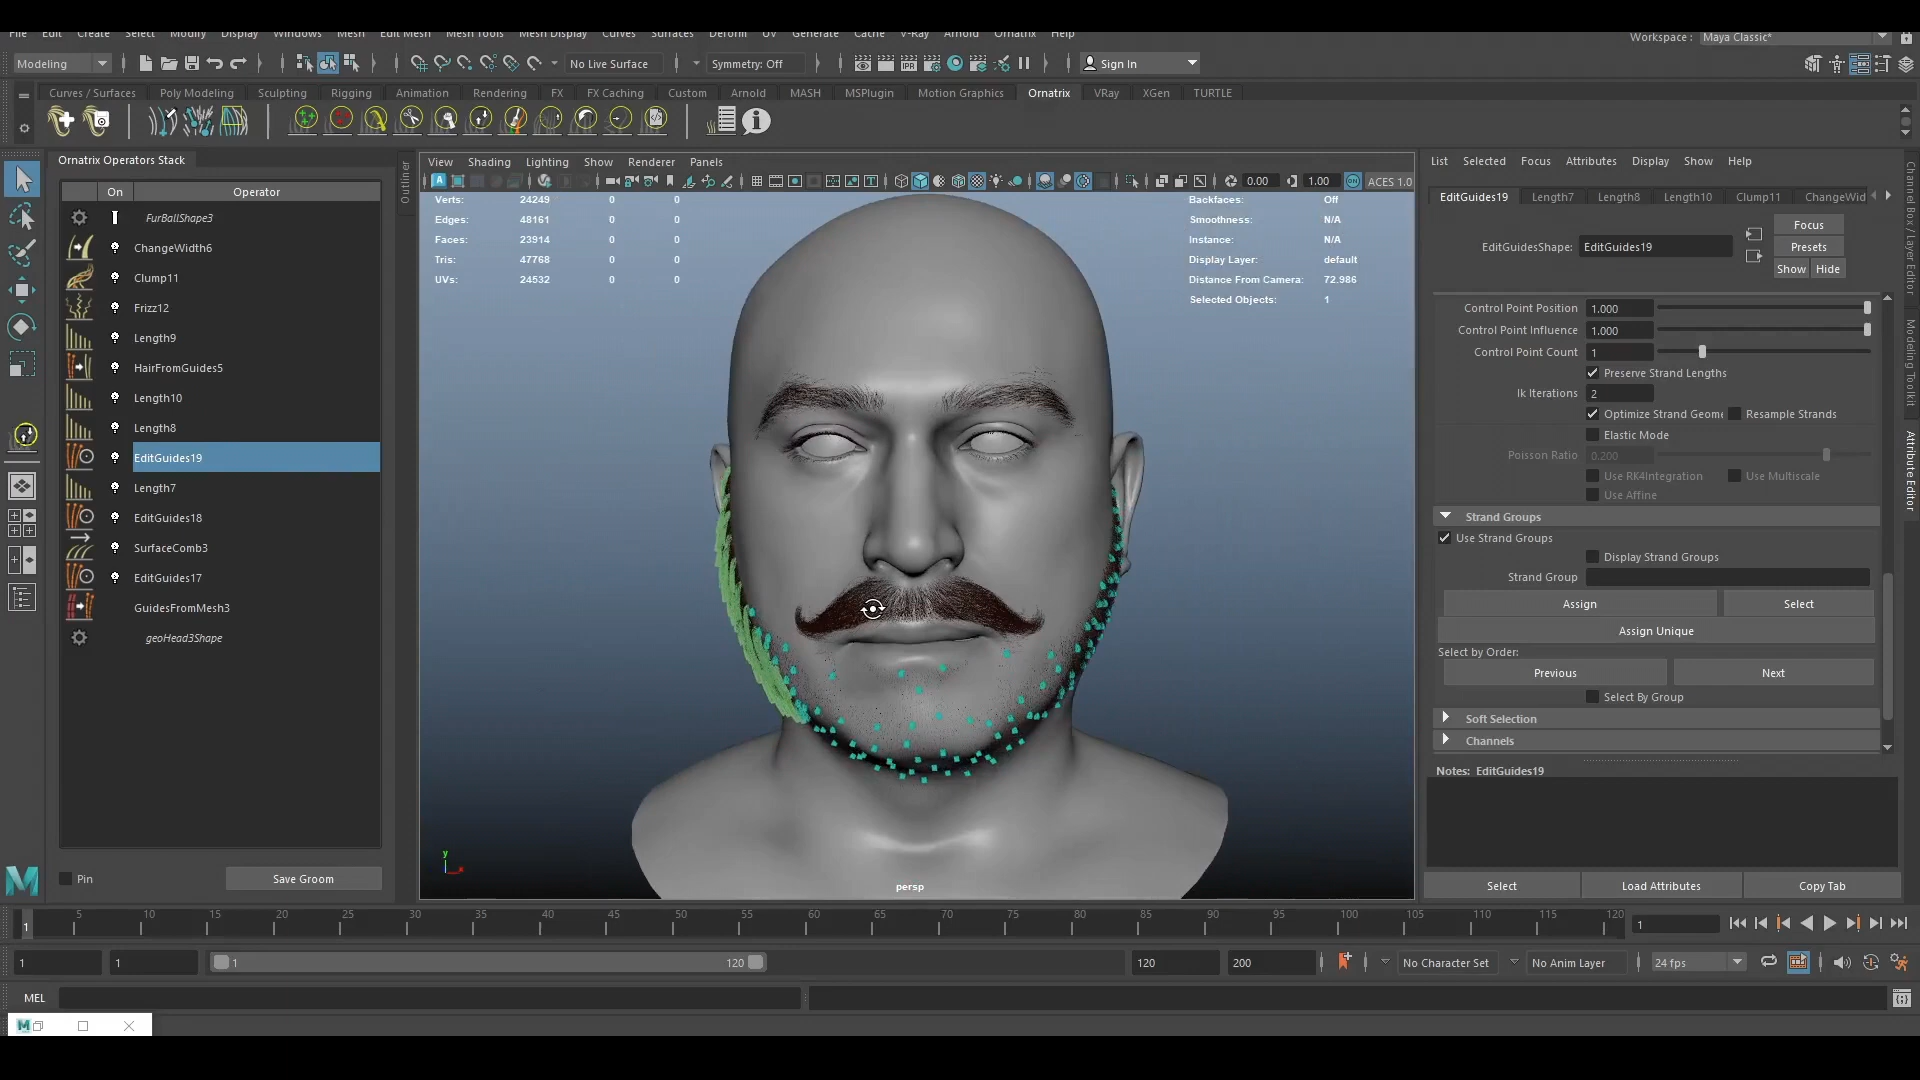 File Edit Create Select Modify Display Windows Mesh Edit Mesh Mesh Tools Mesh Display Curves Surfaces Deform UV Generate Cache V-Ray Arnold Ornatrix Help
Workspace : Maya Classic*
Modeling No Live Surface Symmetry: Off Sign In
Curves / Surfaces Poly Modeling Sculpting Rigging Animation Rendering FX FX Caching Custom Arnold MASH MSPlugin Motion Graphics Ornatrix VRay XGen TURTLE
IPR
Ornatrix Operators Stack
On Operator
FurBallShape3
ChangeWidth6
Clump11
Frizz12
Length9
HairFromGuides5
Length10
Length8
EditGuides19
Length7
EditGuides18
SurfaceComb3
EditGuides17
GuidesFromMesh3
geoHead3Shape
Pin Save Groom
Outliner
View Shading Lighting Show Renderer Panels
0.00 1.00 ACES 1.0
Verts: 24249 0 0
Edges: 48161 0 0
Faces: 23914 0 0
Tris: 47768 0 0
UVs: 24532 0 0
Backfaces: Off
Smoothness: N/A
Instance: N/A
Display Layer: default
Distance From Camera: 72.986
Selected Objects: 1
y
x
persp
List Selected Focus Attributes Display Show Help
EditGuides19 Length7 Length8 Length10 Clump11 ChangeWid
EditGuidesShape: EditGuides19
Focus
Presets
Show Hide
Control Point Position 1.000
Control Point Influence 1.000
Control Point Count 1
Preserve Strand Lengths
Ik Iterations 2
Optimize Strand Geome Resample Strands
Elastic Mode
Poisson Ratio 0.200
Use RK4Integration Use Multiscale
Use Affine
Strand Groups
Use Strand Groups
Display Strand Groups
Strand Group
Assign Select
Assign Unique
Select by Order:
Previous Next
Select By Group
Soft Selection
Channels
Notes: EditGuides19
Select Load Attributes Copy Tab
Channel Box / Layer Editor
Modeling Toolkit
Attribute Editor
5 10 15 20 25 30 35 40 45 50 55 60 65 70 75 80 85 90 95 100 105 110 115 120
1 1
1 1 1 120 120 200 No Character Set No Anim Layer 24 fps
MEL